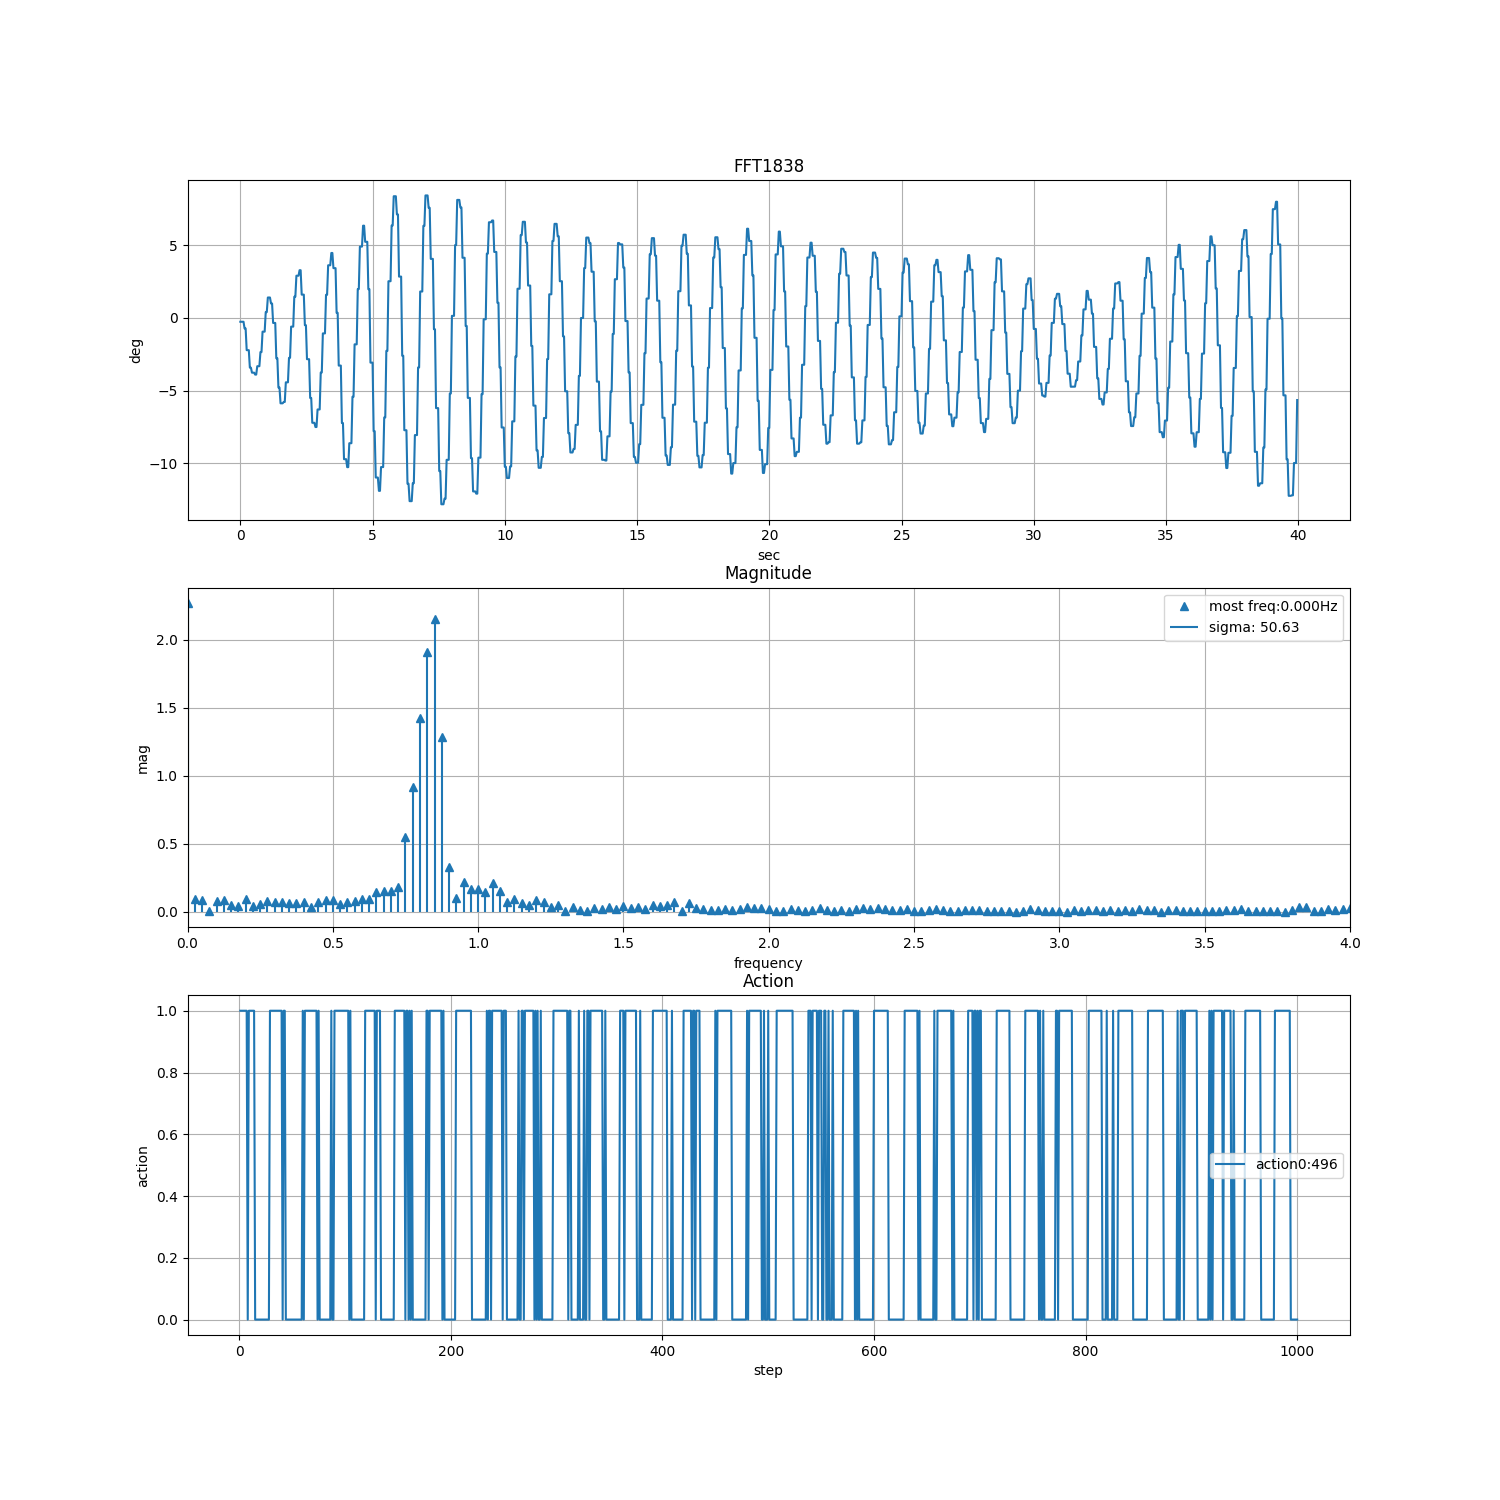 FFT1838
deg
5
0
−5
−10
0 5 10 15 20 25 30 35 40
sec
Magnitude
mag
2.0
1.5
1.0
0.5
0.0
most freq:0.000Hz
sigma: 50.63
0.0 0.5 1.0 1.5 2.0 2.5 3.0 3.5 4.0
frequency
Action
action
1.0
0.8
0.6
0.4
0.2
0.0
action0:496
0 200 400 600 800 1000
step